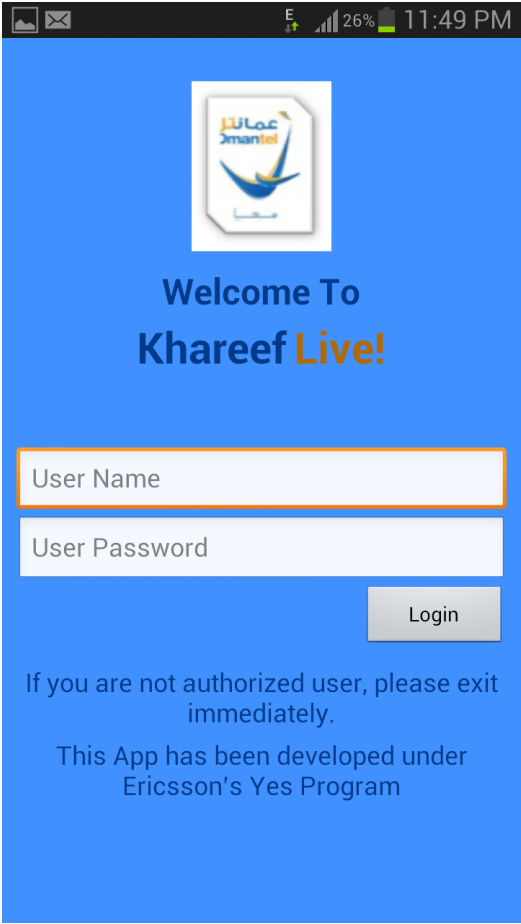 E 26% 11:49 PM
عمانتل
Omantel
Welcome To
Khareef Live!
User Name
User Password
Login
If you are not authorized user, please exit
immediately.
This App has been developed under
Ericsson's Yes Program